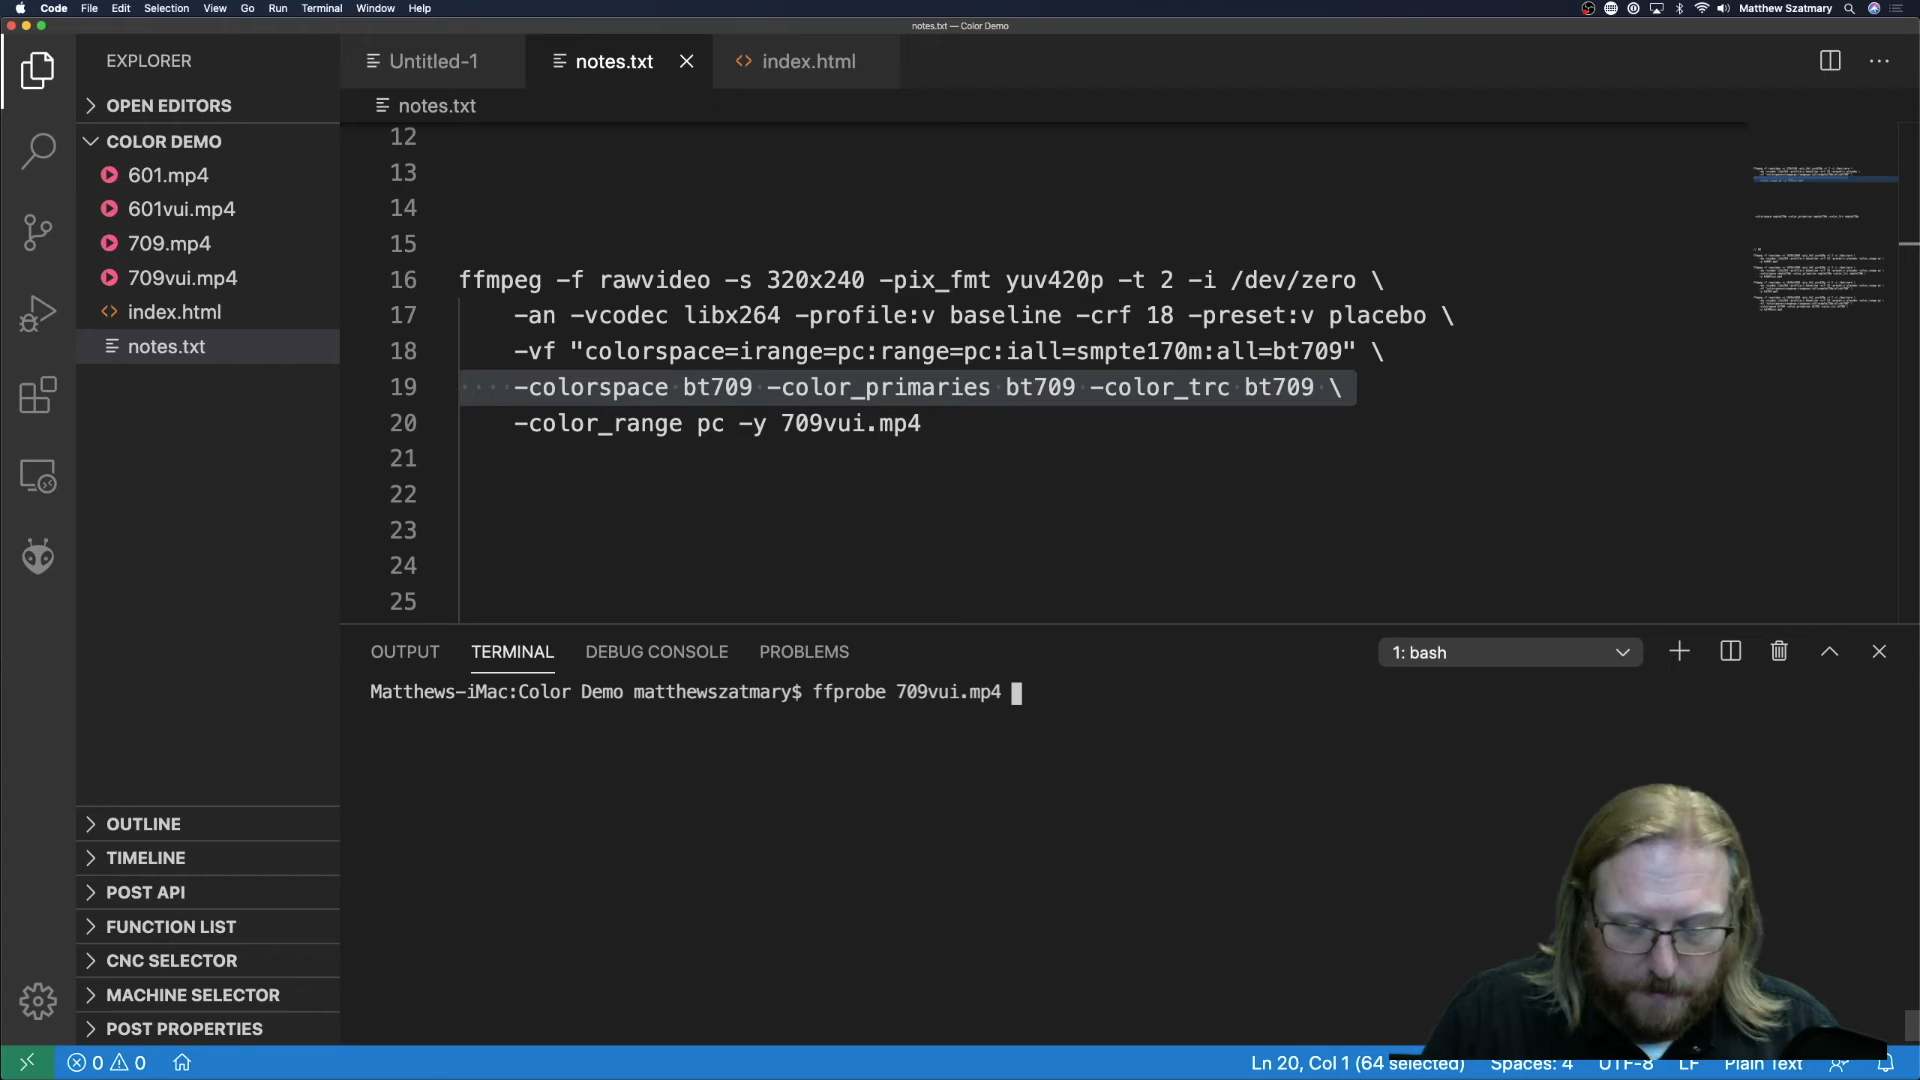 Code File Edit Selection View Go Run Terminal Window Help Matthew Szatmary
notes.txt — Color Demo
EXPLORER
Untitled-1 notes.txt index.html
OPEN EDITORS
notes.txt
COLOR DEMO
601.mp4
601vui.mp4
709.mp4
709vui.mp4
index.html
notes.txt
12
13
14
15
16 ffmpeg -f rawvideo -s 320x240 -pix_fmt yuv420p -t 2 -i /dev/zero \
17 -an -vcodec libx264 -profile:v baseline -crf 18 -preset:v placebo \
18 -vf "colorspace=irange=pc:range=pc:iall=smpte170m:all=bt709" \
19 -colorspace bt709 -color_primaries bt709 -color_trc bt709 \
20 -color_range pc -y 709vui.mp4
21
22
23
24
25
OUTPUT TERMINAL DEBUG CONSOLE PROBLEMS 1: bash
Matthews-iMac:Color Demo matthewszatmary$ ffprobe 709vui.mp4
OUTLINE
TIMELINE
POST API
FUNCTION LIST
CNC SELECTOR
MACHINE SELECTOR
POST PROPERTIES
0 0 Ln 20, Col 1 (64 selected) Spaces: 4 UTF-8 LF Plain Text